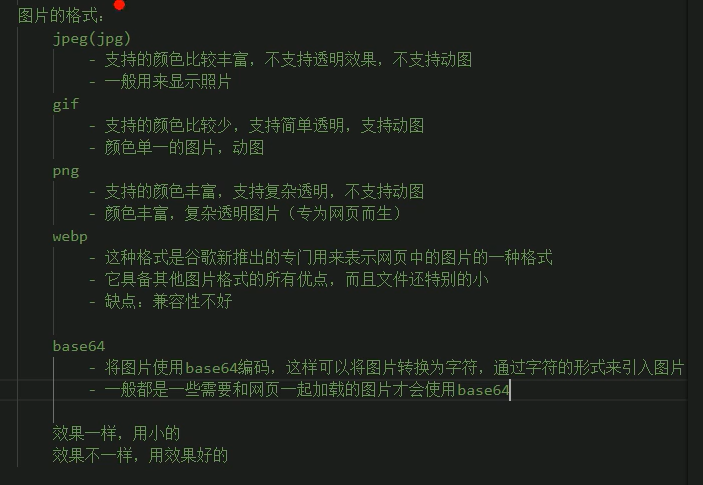 图片的格式：
jpeg(jpg)
- 支持的颜色比较丰富，不支持透明效果，不支持动图
- 一般用来显示照片
gif
- 支持的颜色比较少，支持简单透明，支持动图
- 颜色单一的图片，动图
png
- 支持的颜色丰富，支持复杂透明，不支持动图
- 颜色丰富，复杂透明图片（专为网页而生）
webp
- 这种格式是谷歌新推出的专门用来表示网页中的图片的一种格式
- 它具备其他图片格式的所有优点，而且文件还特别的小
- 缺点：兼容性不好
base64
- 将图片使用base64编码，这样可以将图片转换为字符，通过字符的形式来引入图片
- 一般都是一些需要和网页一起加载的图片才会使用base64
效果一样，用小的
效果不一样，用效果好的